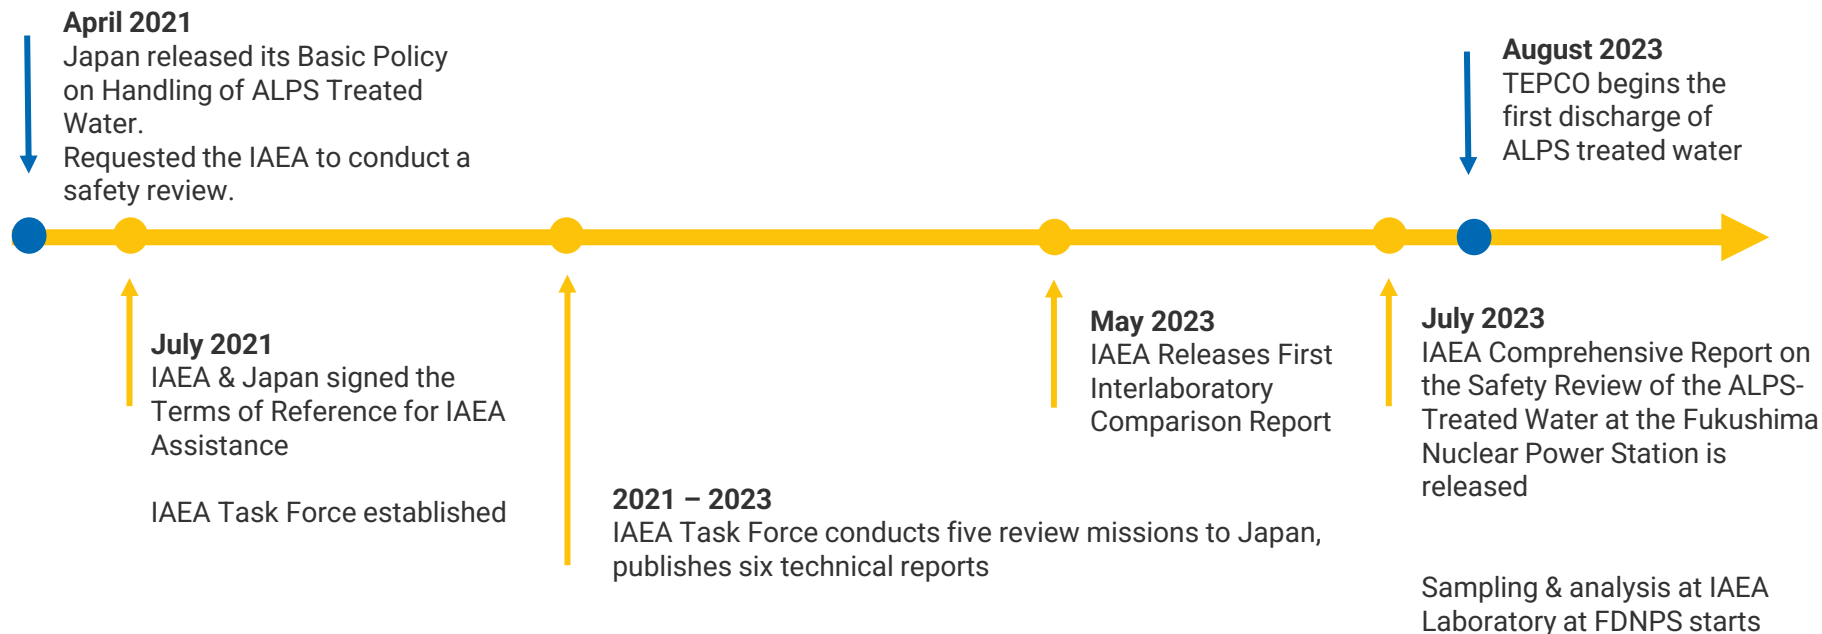 April 2021
Japan released its Basic Policy
on Handling of ALPS Treated
Water.
Requested the IAEA to conduct a
safety review.
August 2023
TEPCO begins the
first discharge of
ALPS treated water
July 2021
IAEA & Japan signed the
Terms of Reference for IAEA
Assistance
IAEA Task Force established
2021 – 2023
IAEA Task Force conducts five review missions to Japan,
publishes six technical reports
May 2023
IAEA Releases First
Interlaboratory
Comparison Report
July 2023
IAEA Comprehensive Report on
the Safety Review of the ALPS-
Treated Water at the Fukushima
Nuclear Power Station is
released
Sampling & analysis at IAEA
Laboratory at FDNPS starts